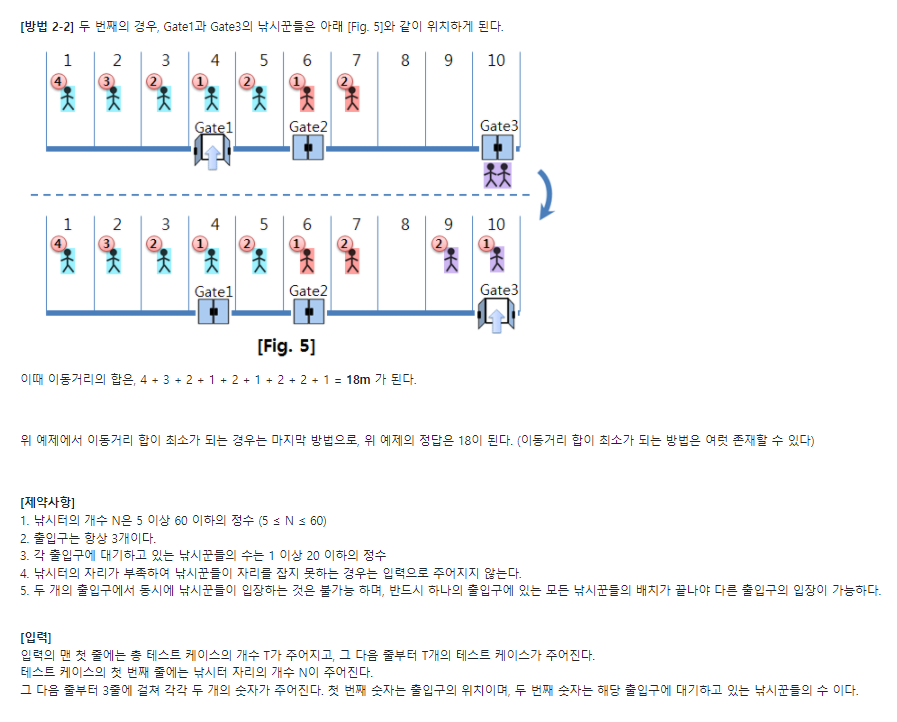 [방법 2-2] 두 번째의 경우, Gate1과 Gate3의 낚시꾼들은 아래 [Fig. 5]와 같이 위치하게 된다.
1 2 3 4 5 6 7 8 9 10
4 3 2 1 2 1 2
Gate1 Gate2 Gate3
1 2 3 4 5 6 7 8 9 10
4 3 2 1 2 1 2 2 1
Gate1 Gate2 Gate3
[Fig. 5]
이때 이동거리의 합은, 4 + 3 + 2 + 1 + 2 + 1 + 2 + 2 + 1 = 18m 가 된다.
위 예제에서 이동거리 합이 최소가 되는 경우는 마지막 방법으로, 위 예제의 정답은 18이 된다. (이동거리 합이 최소가 되는 방법은 여럿 존재할 수 있다)
[제약사항]
1. 낚시터의 개수 N은 5 이상 60 이하의 정수 (5 ≤ N ≤ 60)
2. 출입구는 항상 3개이다.
3. 각 출입구에 대기하고 있는 낚시꾼들의 수는 1 이상 20 이하의 정수
4. 낚시터의 자리가 부족하여 낚시꾼들이 자리를 잡지 못하는 경우는 입력으로 주어지지 않는다.
5. 두 개의 출입구에서 동시에 낚시꾼들이 입장하는 것은 불가능 하며, 반드시 하나의 출입구에 있는 모든 낚시꾼들의 배치가 끝나야 다른 출입구의 입장이 가능하다.
[입력]
입력의 맨 첫 줄에는 총 테스트 케이스의 개수 T가 주어지고, 그 다음 줄부터 T개의 테스트 케이스가 주어진다.
테스트 케이스의 첫 번째 줄에는 낚시터 자리의 개수 N이 주어진다.
그 다음 줄부터 3줄에 걸쳐 각각 두 개의 숫자가 주어진다. 첫 번째 숫자는 출입구의 위치이며, 두 번째 숫자는 해당 출입구에 대기하고 있는 낚시꾼들의 수 이다.